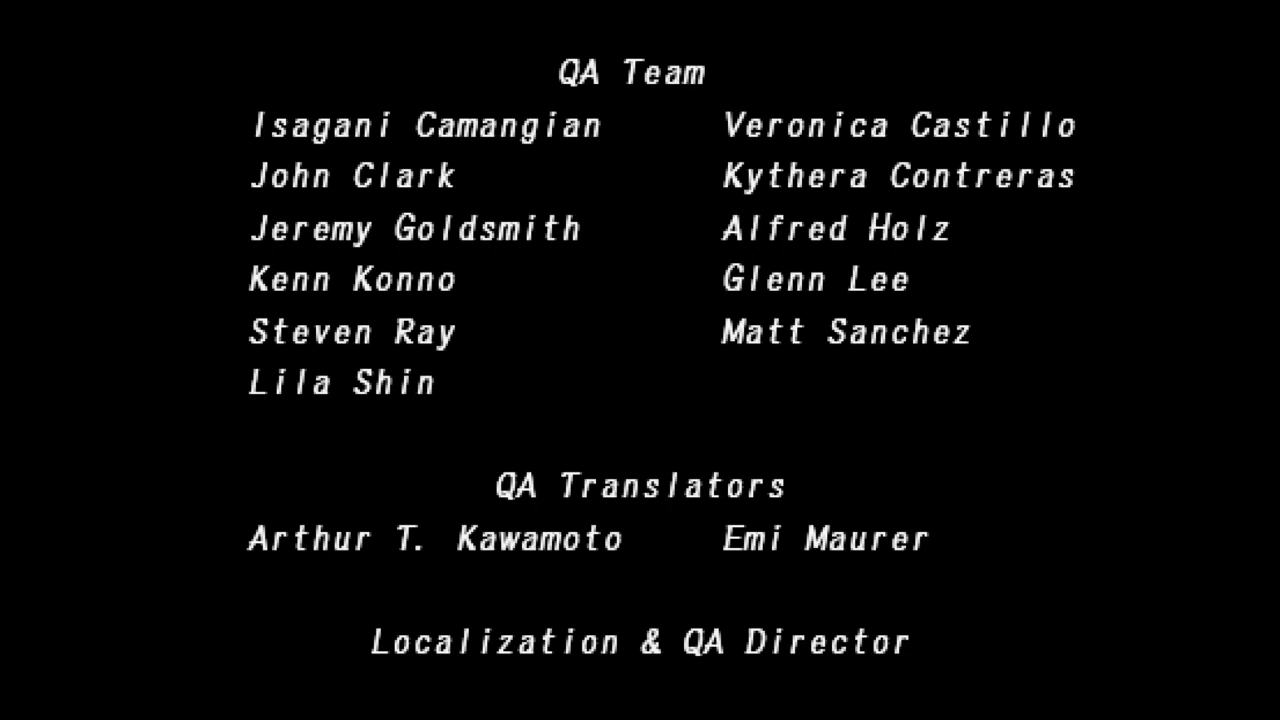 QA Team
Isagani Camangian Veronica Castillo
John Clark Kythera Contreras
Jeremy Goldsmith Alfred Holz
Kenn Konno Glenn Lee
Steven Ray Matt Sanchez
Lila Shin
QA Translators
Arthur T. Kawamoto Emi Maurer
Localization & QA Director